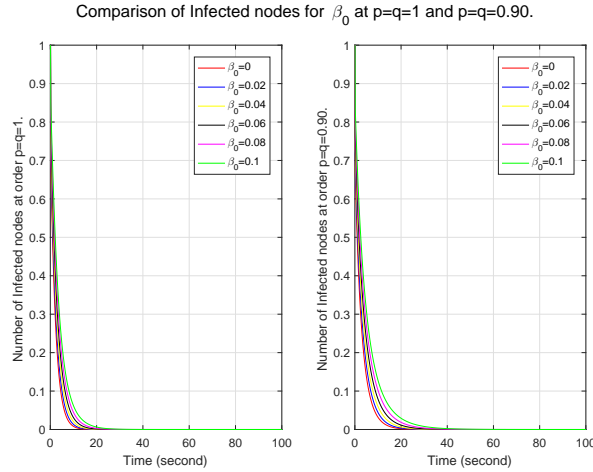 Comparison of Infected nodes for β0 at p=q=1 and p=q=0.90.
Number of Infected nodes at order p=q=1.
1
0.9
0.8
0.7
0.6
0.5
0.4
0.3
0.2
0.1
0
0 20 40 60 80 100
Time (second)
β0=0
β0=0.02
β0=0.04
β0=0.06
β0=0.08
β0=0.1
Number of Infected nodes at order p=q=0.90.
1
0.9
0.8
0.7
0.6
0.5
0.4
0.3
0.2
0.1
0
0 20 40 60 80 100
Time (second)
β0=0
β0=0.02
β0=0.04
β0=0.06
β0=0.08
β0=0.1